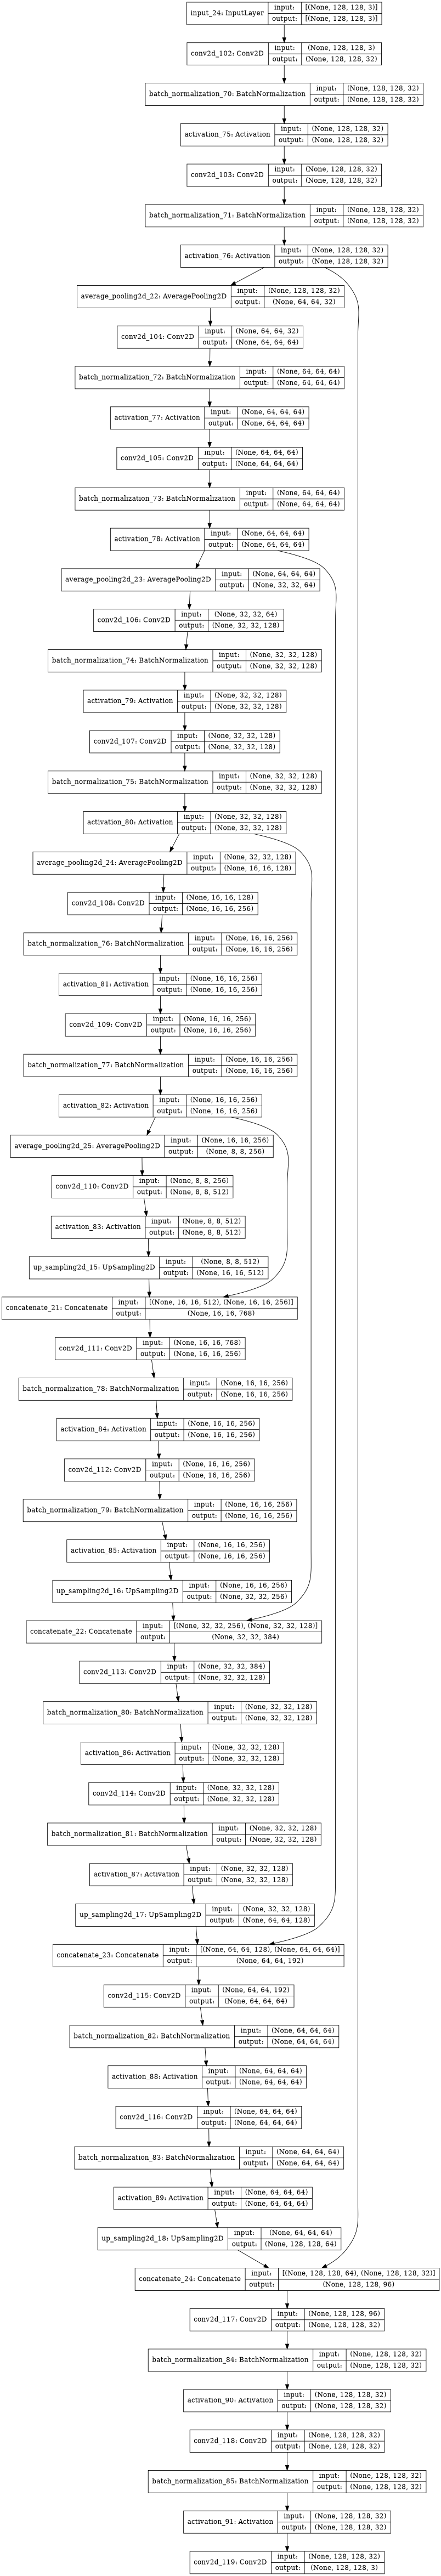 input_24: InputLayer input: [(None, 128, 128, 3)]
output: [(None, 128, 128, 3)]
conv2d_102: Conv2D input: (None, 128, 128, 3)
output: (None, 128, 128, 32)
batch_normalization_70: BatchNormalization input: (None, 128, 128, 32)
output: (None, 128, 128, 32)
activation_75: Activation input: (None, 128, 128, 32)
output: (None, 128, 128, 32)
conv2d_103: Conv2D input: (None, 128, 128, 32)
output: (None, 128, 128, 32)
batch_normalization_71: BatchNormalization input: (None, 128, 128, 32)
output: (None, 128, 128, 32)
activation_76: Activation input: (None, 128, 128, 32)
output: (None, 128, 128, 32)
average_pooling2d_22: AveragePooling2D input: (None, 128, 128, 32)
output: (None, 64, 64, 32)
conv2d_104: Conv2D input: (None, 64, 64, 32)
output: (None, 64, 64, 64)
batch_normalization_72: BatchNormalization input: (None, 64, 64, 64)
output: (None, 64, 64, 64)
activation_77: Activation input: (None, 64, 64, 64)
output: (None, 64, 64, 64)
conv2d_105: Conv2D input: (None, 64, 64, 64)
output: (None, 64, 64, 64)
batch_normalization_73: BatchNormalization input: (None, 64, 64, 64)
output: (None, 64, 64, 64)
activation_78: Activation input: (None, 64, 64, 64)
output: (None, 64, 64, 64)
average_pooling2d_23: AveragePooling2D input: (None, 64, 64, 64)
output: (None, 32, 32, 64)
conv2d_106: Conv2D input: (None, 32, 32, 64)
output: (None, 32, 32, 128)
batch_normalization_74: BatchNormalization input: (None, 32, 32, 128)
output: (None, 32, 32, 128)
activation_79: Activation input: (None, 32, 32, 128)
output: (None, 32, 32, 128)
conv2d_107: Conv2D input: (None, 32, 32, 128)
output: (None, 32, 32, 128)
batch_normalization_75: BatchNormalization input: (None, 32, 32, 128)
output: (None, 32, 32, 128)
activation_80: Activation input: (None, 32, 32, 128)
output: (None, 32, 32, 128)
average_pooling2d_24: AveragePooling2D input: (None, 32, 32, 128)
output: (None, 16, 16, 128)
conv2d_108: Conv2D input: (None, 16, 16, 128)
output: (None, 16, 16, 256)
batch_normalization_76: BatchNormalization input: (None, 16, 16, 256)
output: (None, 16, 16, 256)
activation_81: Activation input: (None, 16, 16, 256)
output: (None, 16, 16, 256)
conv2d_109: Conv2D input: (None, 16, 16, 256)
output: (None, 16, 16, 256)
batch_normalization_77: BatchNormalization input: (None, 16, 16, 256)
output: (None, 16, 16, 256)
activation_82: Activation input: (None, 16, 16, 256)
output: (None, 16, 16, 256)
average_pooling2d_25: AveragePooling2D input: (None, 16, 16, 256)
output: (None, 8, 8, 256)
conv2d_110: Conv2D input: (None, 8, 8, 256)
output: (None, 8, 8, 512)
activation_83: Activation input: (None, 8, 8, 512)
output: (None, 8, 8, 512)
up_sampling2d_15: UpSampling2D input: (None, 8, 8, 512)
output: (None, 16, 16, 512)
concatenate_21: Concatenate input: [(None, 16, 16, 512), (None, 16, 16, 256)]
output: (None, 16, 16, 768)
conv2d_111: Conv2D input: (None, 16, 16, 768)
output: (None, 16, 16, 256)
batch_normalization_78: BatchNormalization input: (None, 16, 16, 256)
output: (None, 16, 16, 256)
activation_84: Activation input: (None, 16, 16, 256)
output: (None, 16, 16, 256)
conv2d_112: Conv2D input: (None, 16, 16, 256)
output: (None, 16, 16, 256)
batch_normalization_79: BatchNormalization input: (None, 16, 16, 256)
output: (None, 16, 16, 256)
activation_85: Activation input: (None, 16, 16, 256)
output: (None, 16, 16, 256)
up_sampling2d_16: UpSampling2D input: (None, 16, 16, 256)
output: (None, 32, 32, 256)
concatenate_22: Concatenate input: [(None, 32, 32, 256), (None, 32, 32, 128)]
output: (None, 32, 32, 384)
conv2d_113: Conv2D input: (None, 32, 32, 384)
output: (None, 32, 32, 128)
batch_normalization_80: BatchNormalization input: (None, 32, 32, 128)
output: (None, 32, 32, 128)
activation_86: Activation input: (None, 32, 32, 128)
output: (None, 32, 32, 128)
conv2d_114: Conv2D input: (None, 32, 32, 128)
output: (None, 32, 32, 128)
batch_normalization_81: BatchNormalization input: (None, 32, 32, 128)
output: (None, 32, 32, 128)
activation_87: Activation input: (None, 32, 32, 128)
output: (None, 32, 32, 128)
up_sampling2d_17: UpSampling2D input: (None, 32, 32, 128)
output: (None, 64, 64, 128)
concatenate_23: Concatenate input: [(None, 64, 64, 128), (None, 64, 64, 64)]
output: (None, 64, 64, 192)
conv2d_115: Conv2D input: (None, 64, 64, 192)
output: (None, 64, 64, 64)
batch_normalization_82: BatchNormalization input: (None, 64, 64, 64)
output: (None, 64, 64, 64)
activation_88: Activation input: (None, 64, 64, 64)
output: (None, 64, 64, 64)
conv2d_116: Conv2D input: (None, 64, 64, 64)
output: (None, 64, 64, 64)
batch_normalization_83: BatchNormalization input: (None, 64, 64, 64)
output: (None, 64, 64, 64)
activation_89: Activation input: (None, 64, 64, 64)
output: (None, 64, 64, 64)
up_sampling2d_18: UpSampling2D input: (None, 64, 64, 64)
output: (None, 128, 128, 64)
concatenate_24: Concatenate input: [(None, 128, 128, 64), (None, 128, 128, 32)]
output: (None, 128, 128, 96)
conv2d_117: Conv2D input: (None, 128, 128, 96)
output: (None, 128, 128, 32)
batch_normalization_84: BatchNormalization input: (None, 128, 128, 32)
output: (None, 128, 128, 32)
activation_90: Activation input: (None, 128, 128, 32)
output: (None, 128, 128, 32)
conv2d_118: Conv2D input: (None, 128, 128, 32)
output: (None, 128, 128, 32)
batch_normalization_85: BatchNormalization input: (None, 128, 128, 32)
output: (None, 128, 128, 32)
activation_91: Activation input: (None, 128, 128, 32)
output: (None, 128, 128, 32)
conv2d_119: Conv2D input: (None, 128, 128, 32)
output: (None, 128, 128, 3)